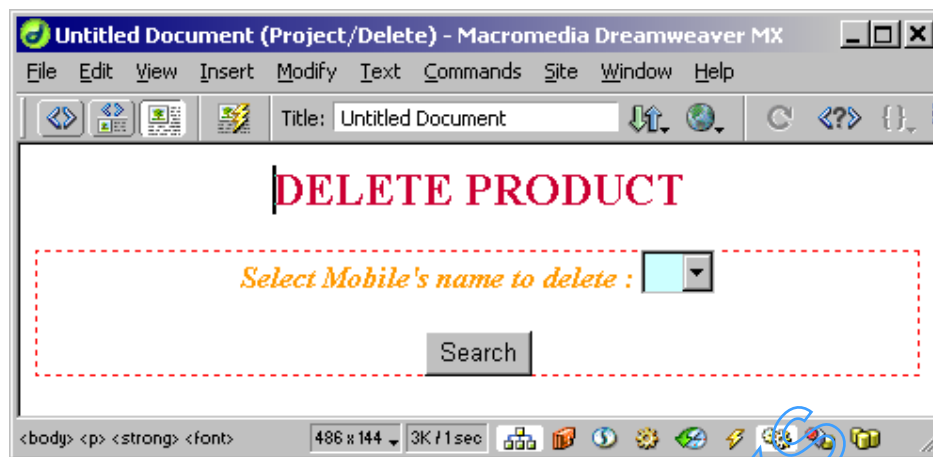 Untitled Document (Project/Delete) - Macromedia Dreamweaver MX
File Edit View Insert Modify Text Commands Site Window Help
Title: Untitled Document
DELETE PRODUCT
Select Mobile's name to delete :
Search
<body> <p> <strong> <font> 486 x 144 3K / 1 sec